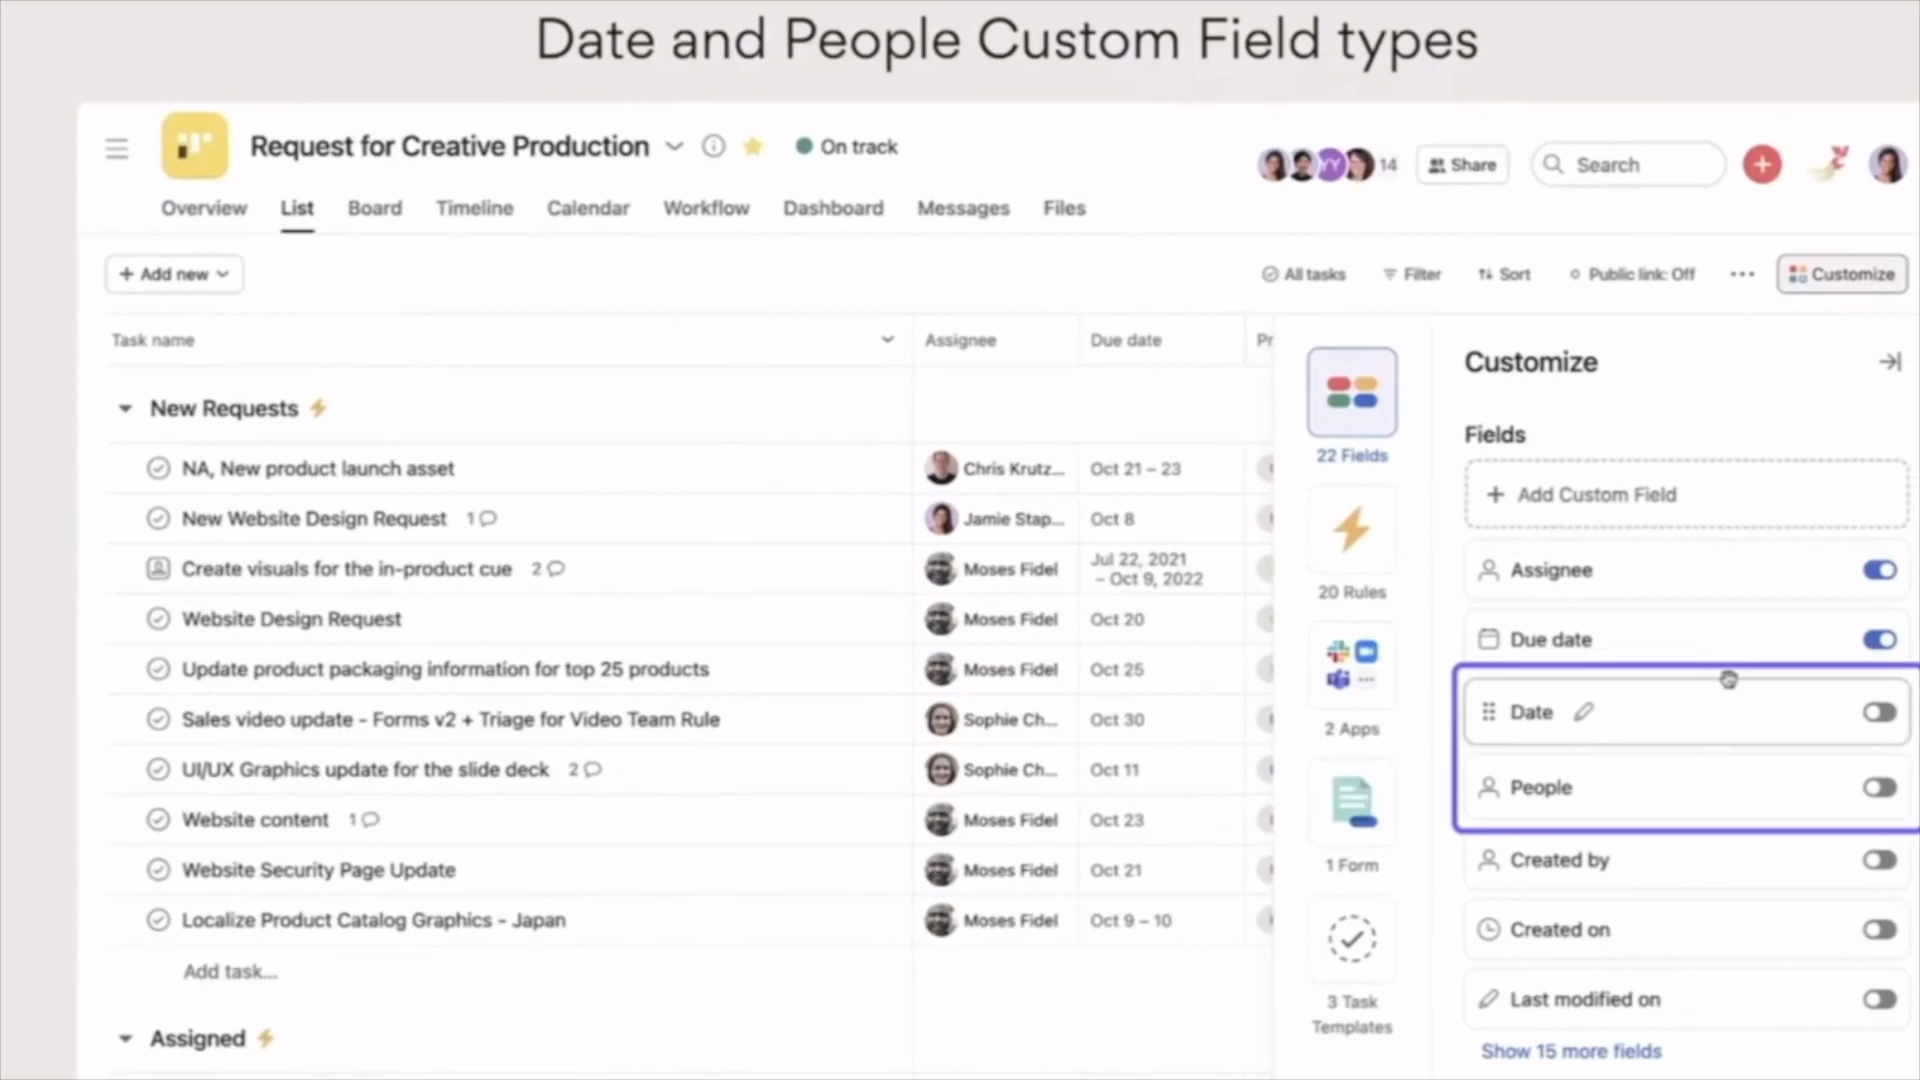 Date and People Custom Field types
Request for Creative Production
On track
YY
14
Share
Search
Overview
List
Board
Timeline
Calendar
Workflow
Dashboard
Messages
Files
+ Add new
All tasks
Filter
Sort
Public link: Off
Customize
Task name
Assignee
Due date
Pr
New Requests
NA, New product launch asset
Chris Krutz...
Oct 21 – 23
New Website Design Request 1
Jamie Stap...
Oct 8
Create visuals for the in-product cue 2
Moses Fidel
Jul 22, 2021
– Oct 9, 2022
Website Design Request
Moses Fidel
Oct 20
Update product packaging information for top 25 products
Moses Fidel
Oct 25
Sales video update - Forms v2 + Triage for Video Team Rule
Sophie Ch...
Oct 30
UI/UX Graphics update for the slide deck 2
Sophie Ch...
Oct 11
Website content 1
Moses Fidel
Oct 23
Website Security Page Update
Moses Fidel
Oct 21
Localize Product Catalog Graphics - Japan
Moses Fidel
Oct 9 – 10
Add task...
Assigned
22 Fields
20 Rules
2 Apps
1 Form
3 Task
Templates
Customize
Fields
+ Add Custom Field
Assignee
Due date
Date
People
Created by
Created on
Last modified on
Show 15 more fields